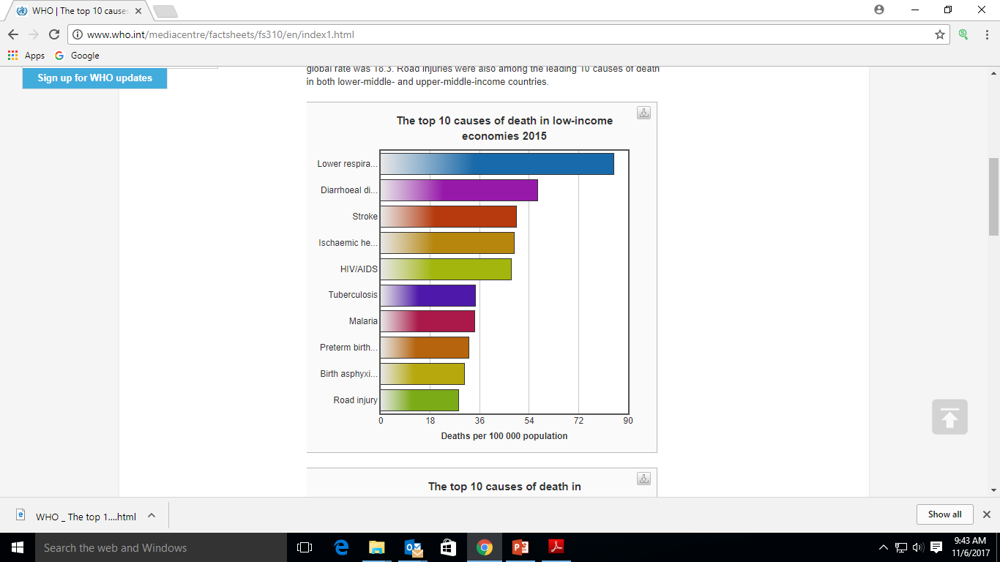 WHO | The top 10 cause
www.who.int/mediacentre/factsheets/fs310/en/index1.html
Apps
Google
Sign up for WHO updates
global rate was 18.3. Road injuries were also among the leading 10 causes of death
in both lower-middle- and upper-middle-income countries.
The top 10 causes of death in low-income
economies 2015
Lower respira...
Diarrhoeal di...
Stroke
Ischaemic he...
HIV/AIDS
Tuberculosis
Malaria
Preterm birth...
Birth asphyxi...
Road injury
0 18 36 54 72 90
Deaths per 100 000 population
The top 10 causes of death in
WHO _ The top 1....html
Show all
Search the web and Windows
9:43 AM
11/6/2017